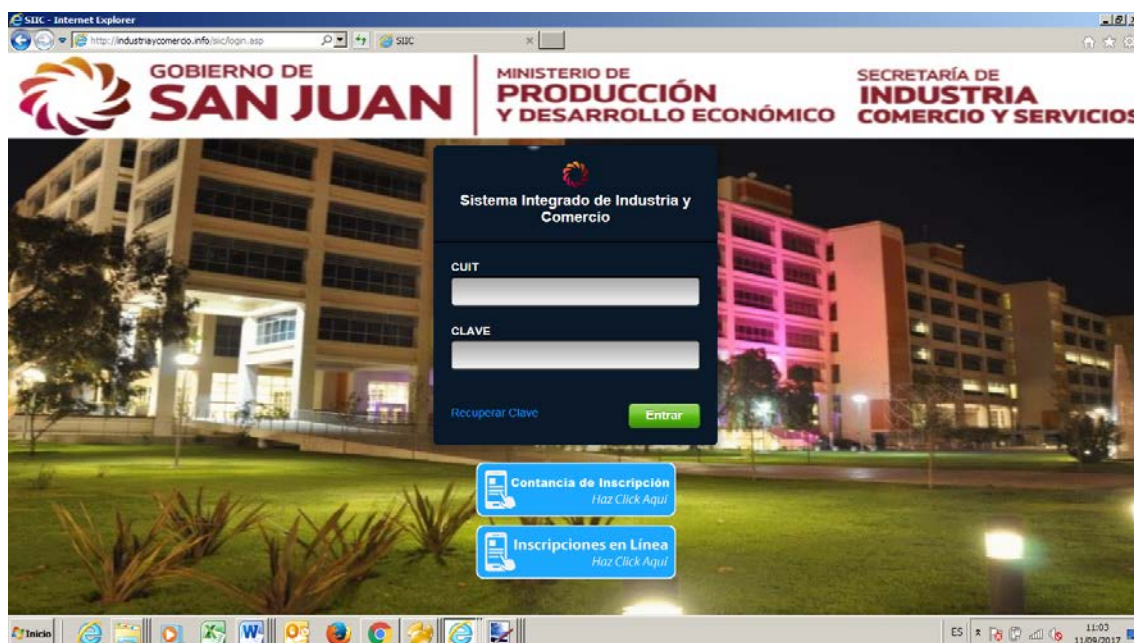 SIIC - Internet Explorer
http://industriaycomercio.info/siic/login.asp
SIIC
GOBIERNO DE
SAN JUAN
MINISTERIO DE
PRODUCCIÓN
Y DESARROLLO ECONÓMICO
SECRETARÍA DE
INDUSTRIA
COMERCIO Y SERVICIOS
Sistema Integrado de Industria y
Comercio
CUIT
CLAVE
Recuperar Clave
Entrar
Contancia de Inscripción
Haz Click Aquí
Inscripciones en Línea
Haz Click Aquí
Inicio
ES
11:03
11/09/2017